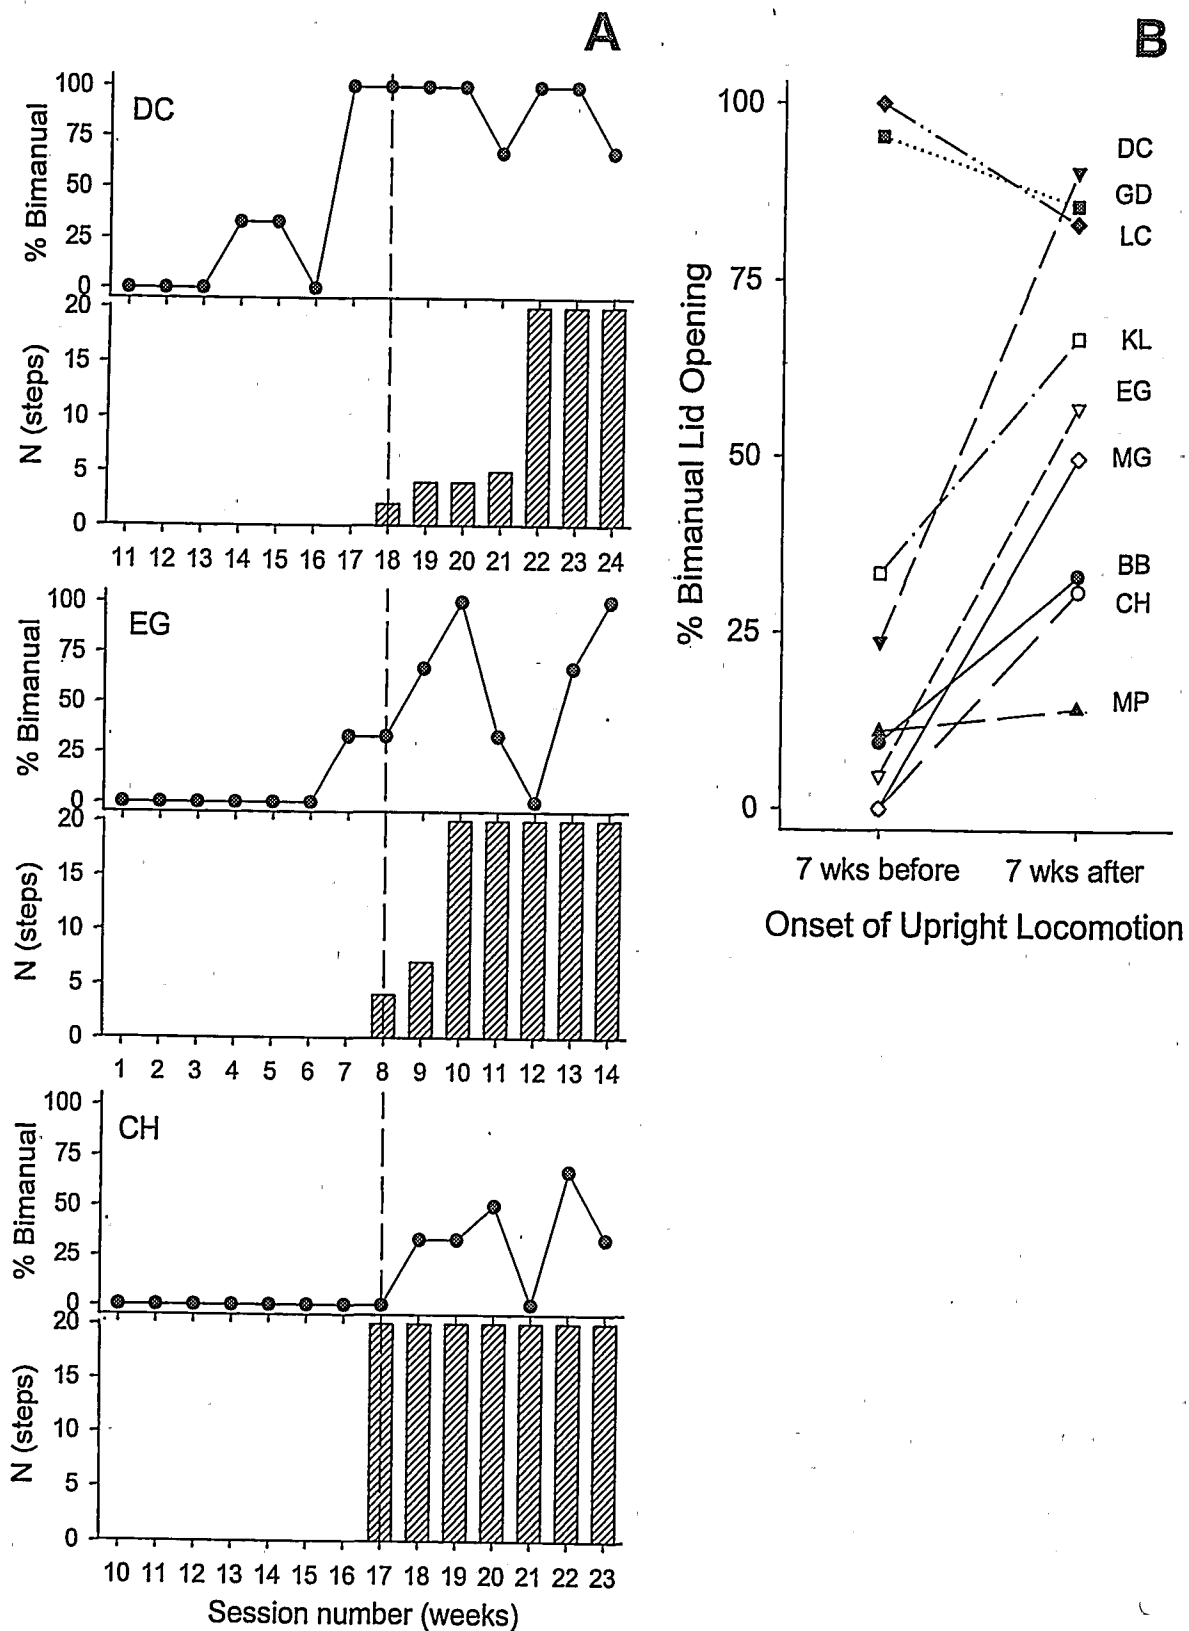 A
DC
% Bimanual
100
75
50
25
0
N (steps)
20
15
10
5
0
11 12 13 14 15 16 17 18 19 20 21 22 23 24
EG
% Bimanual
100
75
50
25
0
N (steps)
20
15
10
5
0
1 2 3 4 5 6 7 8 9 10 11 12 13 14
CH
% Bimanual
100
75
50
25
0
N (steps)
20
15
10
5
0
10 11 12 13 14 15 16 17 18 19 20 21 22 23
Session number (weeks)
B
% Bimanual Lid Opening
100
75
50
25
0
DC
GD
LC
KL
EG
MG
BB
CH
MP
7 wks before 7 wks after
Onset of Upright Locomotion